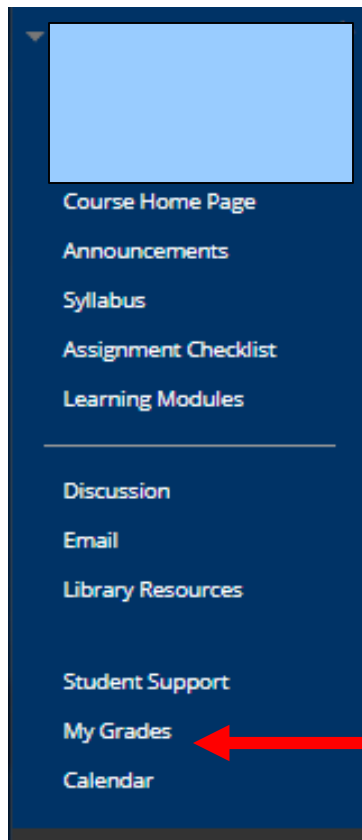 Course Home Page
Announcements
Syllabus
Assignment Checklist
Learning Modules
Discussion
Email
Library Resources
Student Support
My Grades
Calendar